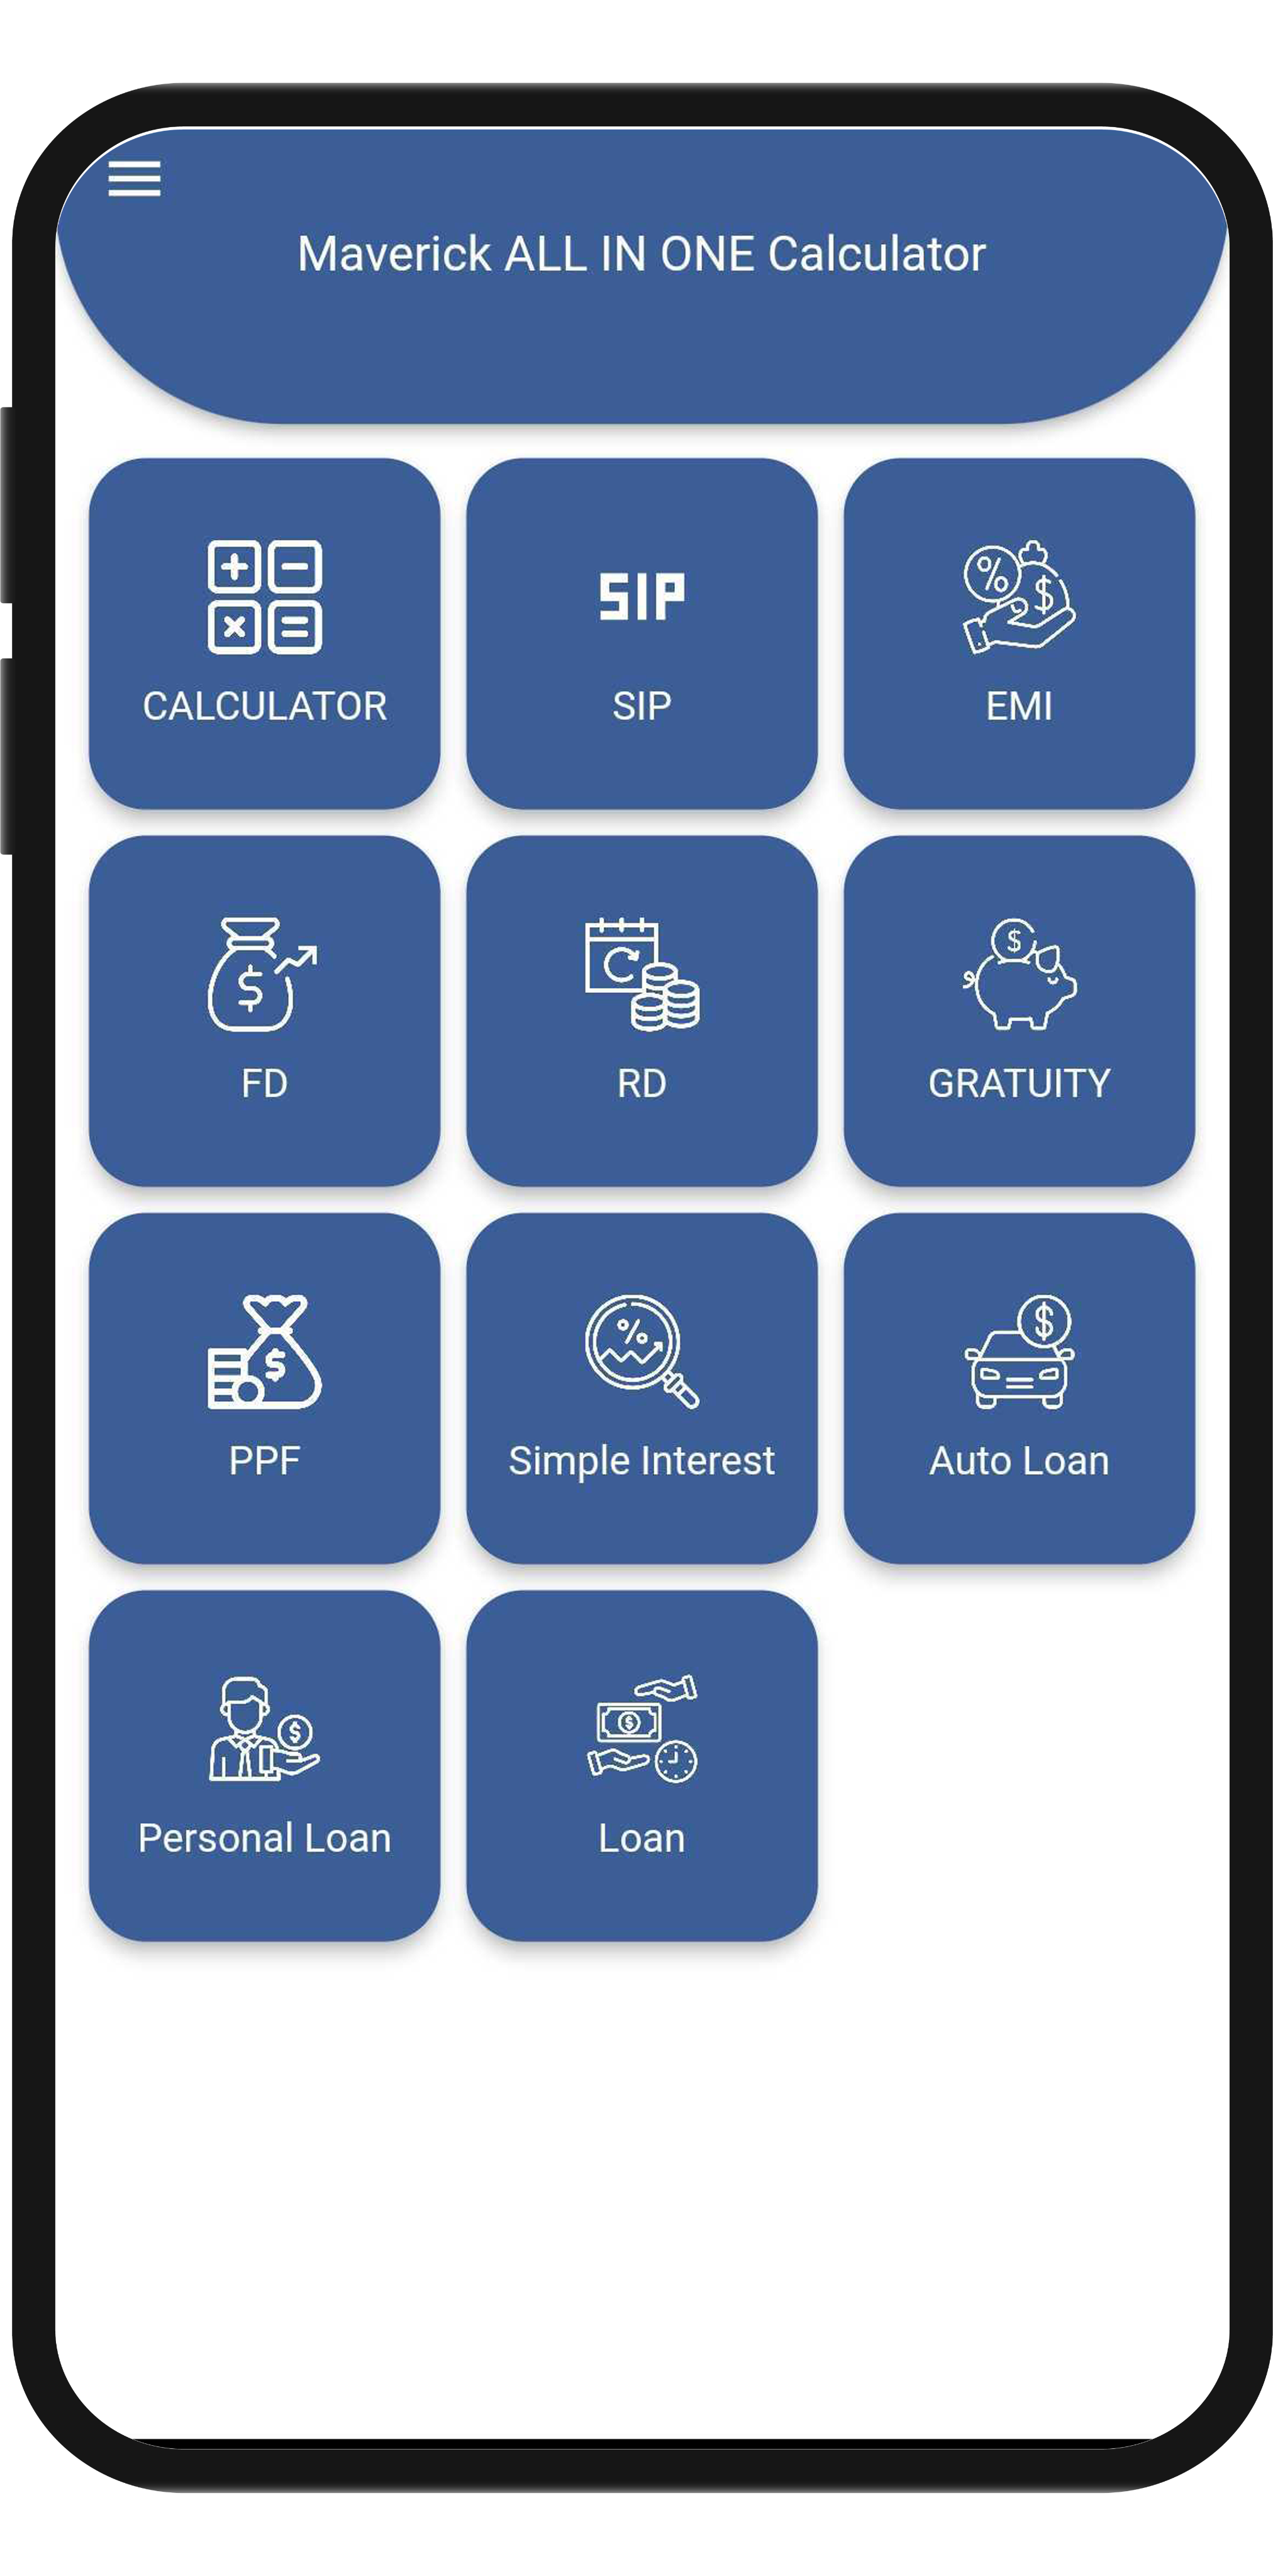 Maverick ALL IN ONE Calculator
SIP
CALCULATOR
SIP
EMI
FD
RD
GRATUITY
PPF
Simple Interest
Auto Loan
Personal Loan
Loan